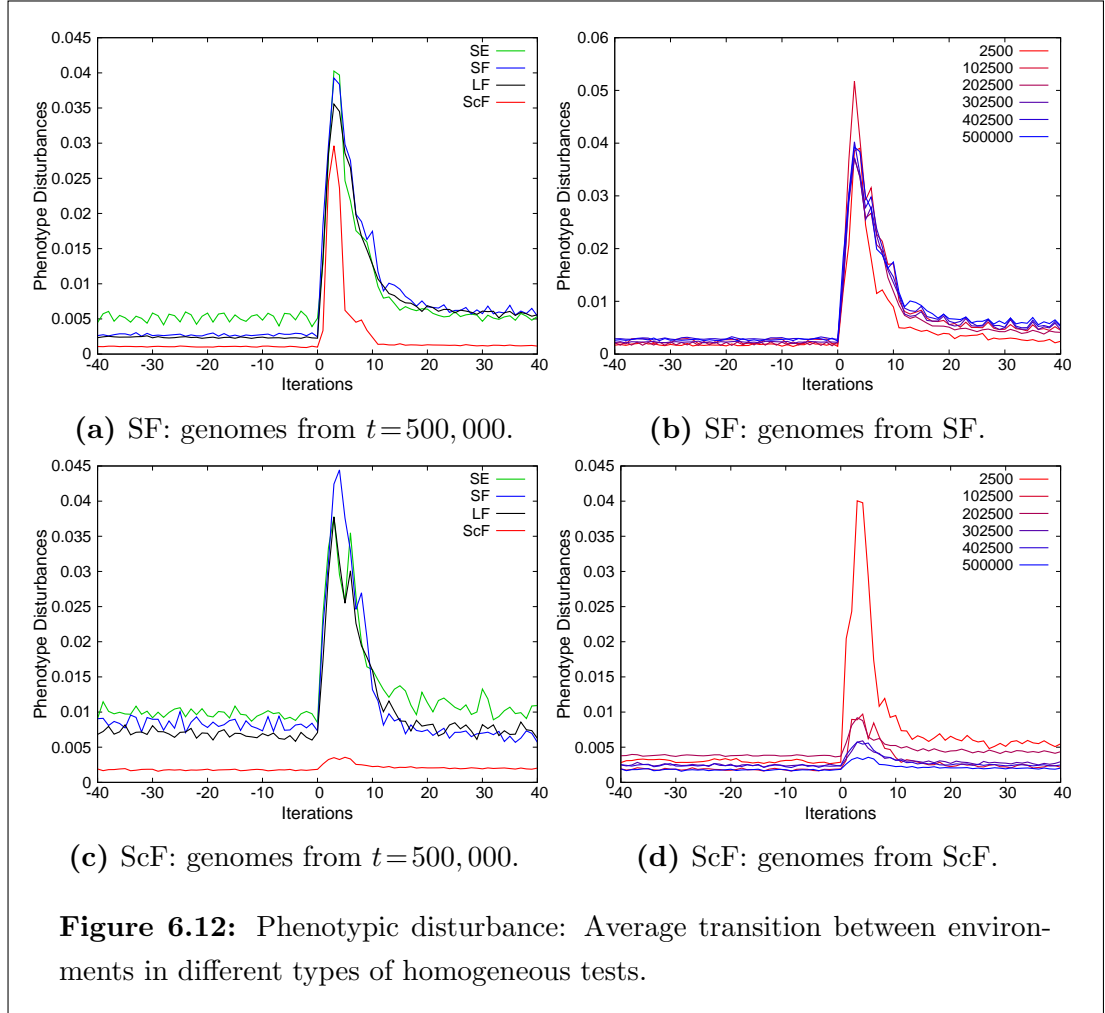 0.045
0.04
0.035
0.03
0.025
0.02
0.015
0.01
0.005
0
Phenotype Disturbances
-40 -30 -20 -10 0 10 20 30 40
Iterations
SE
SF
LF
ScF
(a) SF: genomes from t=500,000.
0.06
0.05
0.04
0.03
0.02
0.01
0
Phenotype Disturbances
-40 -30 -20 -10 0 10 20 30 40
Iterations
2500
102500
202500
302500
402500
500000
(b) SF: genomes from SF.
0.045
0.04
0.035
0.03
0.025
0.02
0.015
0.01
0.005
0
Phenotype Disturbances
-40 -30 -20 -10 0 10 20 30 40
Iterations
SE
SF
LF
ScF
(c) ScF: genomes from t=500,000.
0.045
0.04
0.035
0.03
0.025
0.02
0.015
0.01
0.005
0
Phenotype Disturbances
-40 -30 -20 -10 0 10 20 30 40
Iterations
2500
102500
202500
302500
402500
500000
(d) ScF: genomes from ScF.
Figure 6.12: Phenotypic disturbance: Average transition between environ-
ments in different types of homogeneous tests.